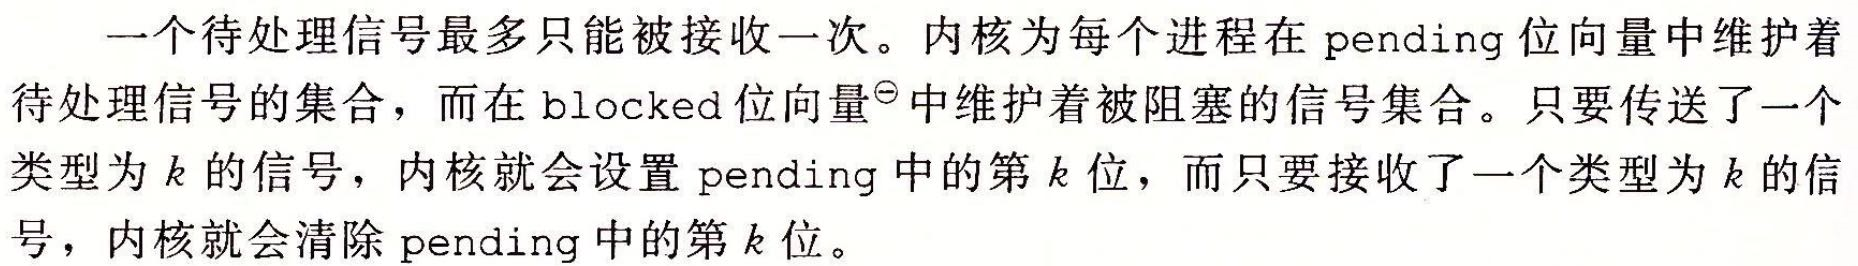 一个待处理信号最多只能被接收一次。内核为每个进程在 pending 位向量中维护着
待处理信号的集合，而在 blocked 位向量㊀中维护着被阻塞的信号集合。只要传送了一个
类型为 k 的信号，内核就会设置 pending 中的第 k 位，而只要接收了一个类型为 k 的信
号，内核就会清除 pending 中的第 k 位。